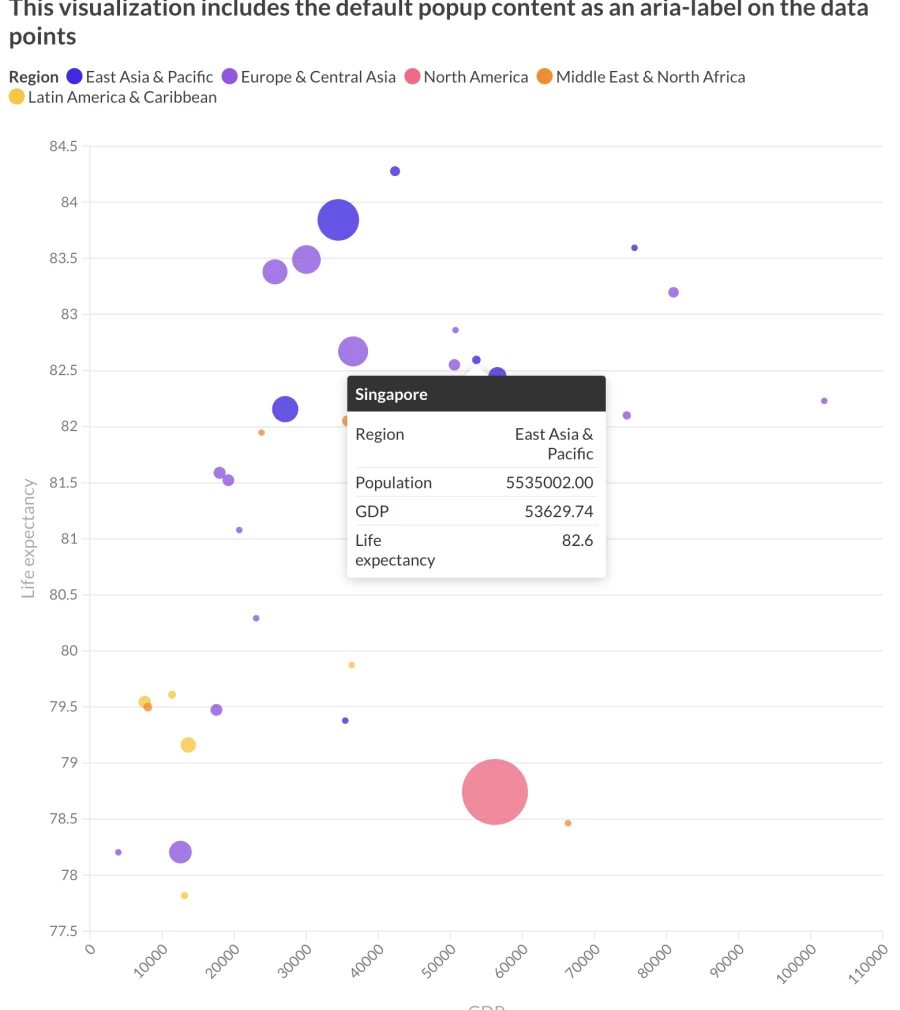 This visualization includes the default popup content as an aria-label on the data
points
Region East Asia & Pacific Europe & Central Asia North America Middle East & North Africa
Latin America & Caribbean
84.5
84
83.5
83
82.5
82
81.5
81
80.5
80
79.5
79
78.5
78
77.5
Life expectancy
Singapore
Region East Asia &
Pacific
Population 5535002.00
GDP 53629.74
Life 82.6
expectancy
0 10000 20000 30000 40000 50000 60000 70000 80000 90000 100000 110000
GDP